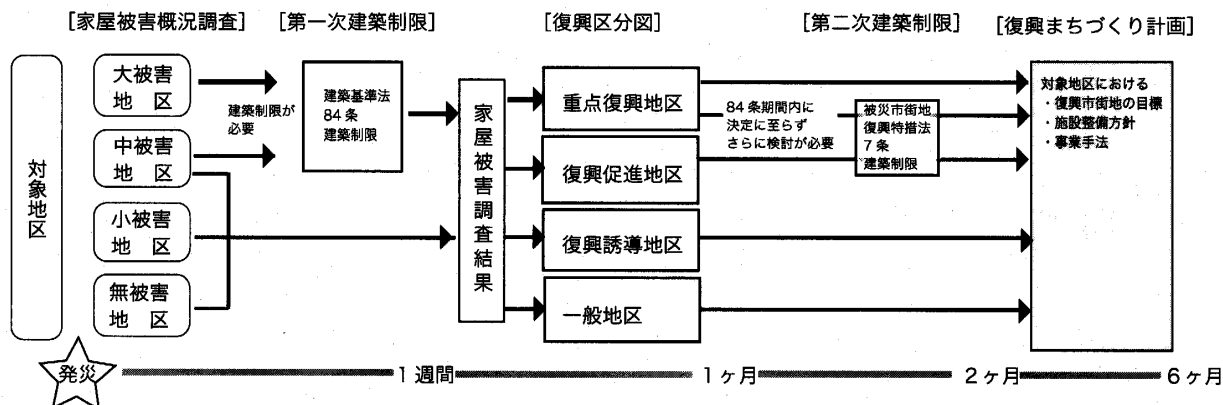 [家屋被害概況調査]
[第一次建築制限]
[復興区分図]
[第二次建築制限]
[復興まちづくり計画]
対象地区
大被害
地　区
中被害
地　区
小被害
地　区
無被害
地　区
建築制限が
必要
建築基準法
84条
建築制限
家屋被害調査結果
重点復興地区
復興促進地区
復興誘導地区
一般地区
84条期間内に
決定に至らず
さらに検討が必要
被災市街地
復興特措法
7条
建築制限
対象地区における
・復興市街地の目標
・施設整備方針
・事業手法
発災
1週間
1ヶ月
2ヶ月
6ヶ月